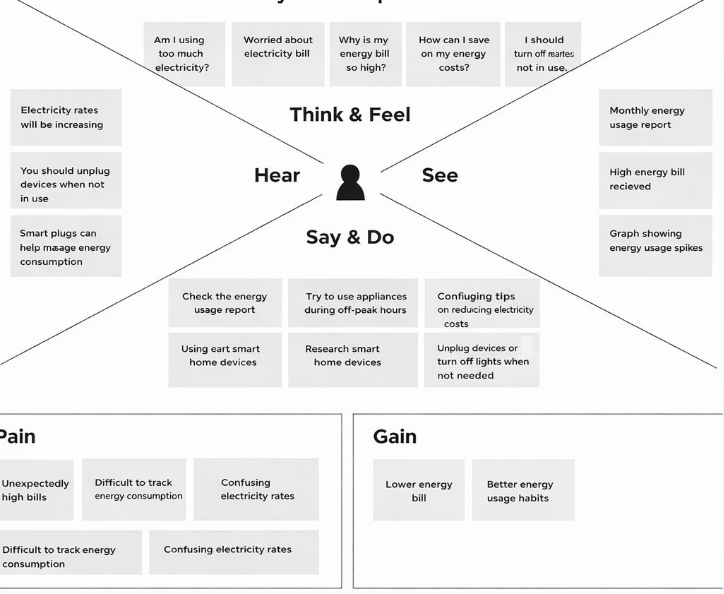 Am I using
too much
electricity?
Worried about
electricity bill
Why is my
energy bill
so high?
How can I save
on my energy
costs?
I should
turn off
not in use.
Think & Feel
Electricity rates
will be increasing
You should unplug
devices when not
in use
Smart plugs can
help energy
consumption
Hear
See
Monthly energy
usage report
High energy bill
recieved
Graph showing
energy usage spikes
Say & Do
Check the energy
usage report
Try to use appliances
during off-peak hours
Confiuging tips
on reducing electricity
costs
Using eart smart
home devices
Research smart
home devices
Unplug devices or
turn off lights when
not needed
Pain
Unexpectedly
high bills
Difficult to track
energy consumption
Confusing
electricity rates
Difficult to track energy
consumption
Confusing electricity rates
Gain
Lower energy
bill
Better energy
usage habits